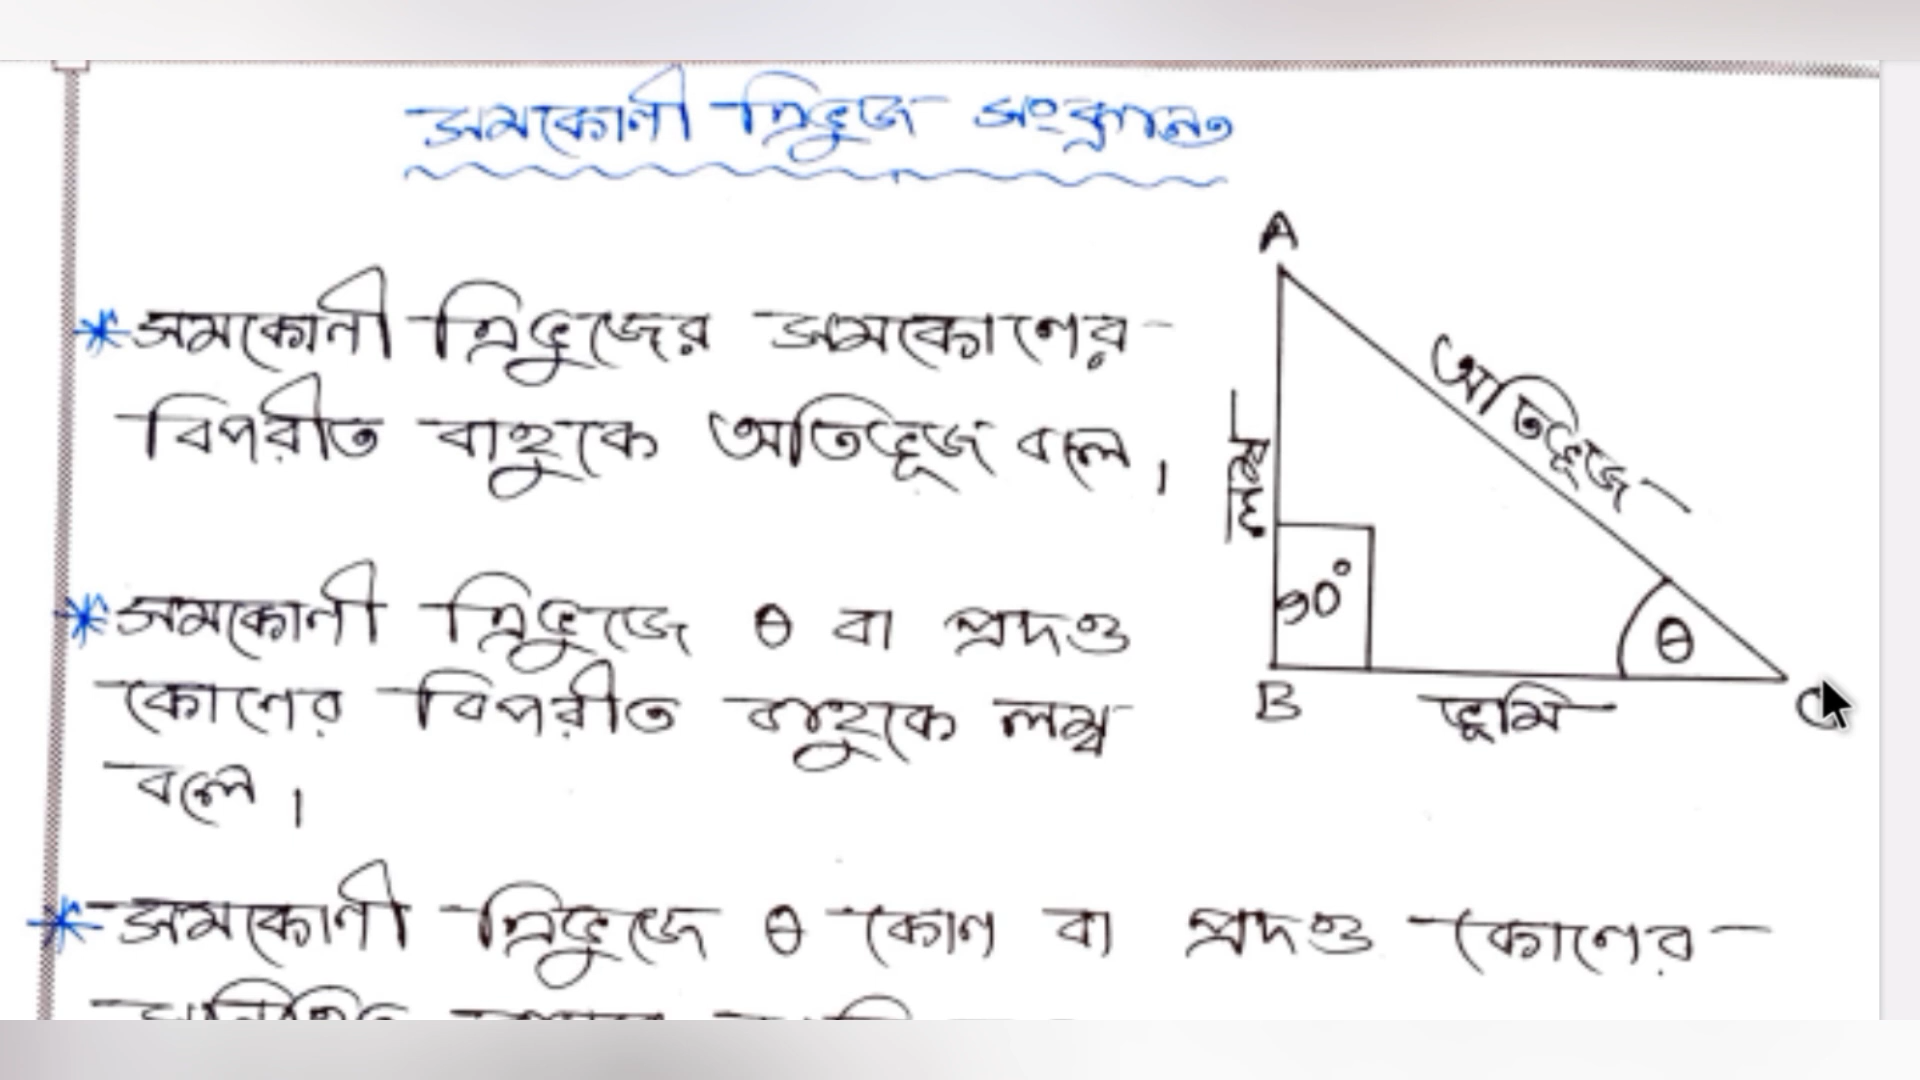 সমকোনী ত্রিভুজ সংক্রান্ত
A
*সমকোনী ত্রিভুজের সমকোণের
বিপরীত বাহুকে অতিভূজ বলে।
অতিভূজ
লম্ব
90°
θ
B
ভূমি
C
*সমকোনী ত্রিভুজে θ বা প্রদত্ত
কোণের বিপরীত বাহুকে লম্ব
বলে।
*সমকোণী ত্রিভুজে θ কোণ বা প্রদত্ত কোণের